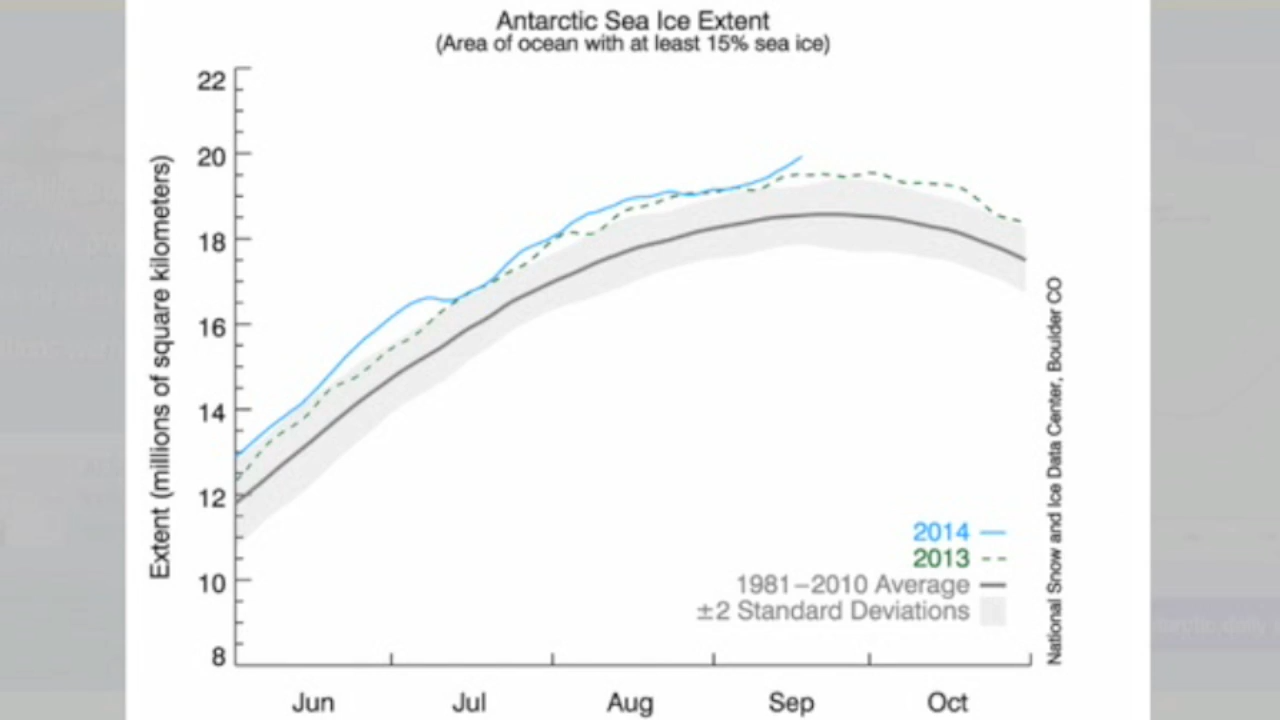 Antarctic Sea Ice Extent
(Area of ocean with at least 15% sea ice)
Extent (millions of square kilometers)
22
20
18
16
14
12
10
8
Jun Jul Aug Sep Oct
2014
2013
1981–2010 Average
±2 Standard Deviations
National Snow and Ice Data Center, Boulder CO